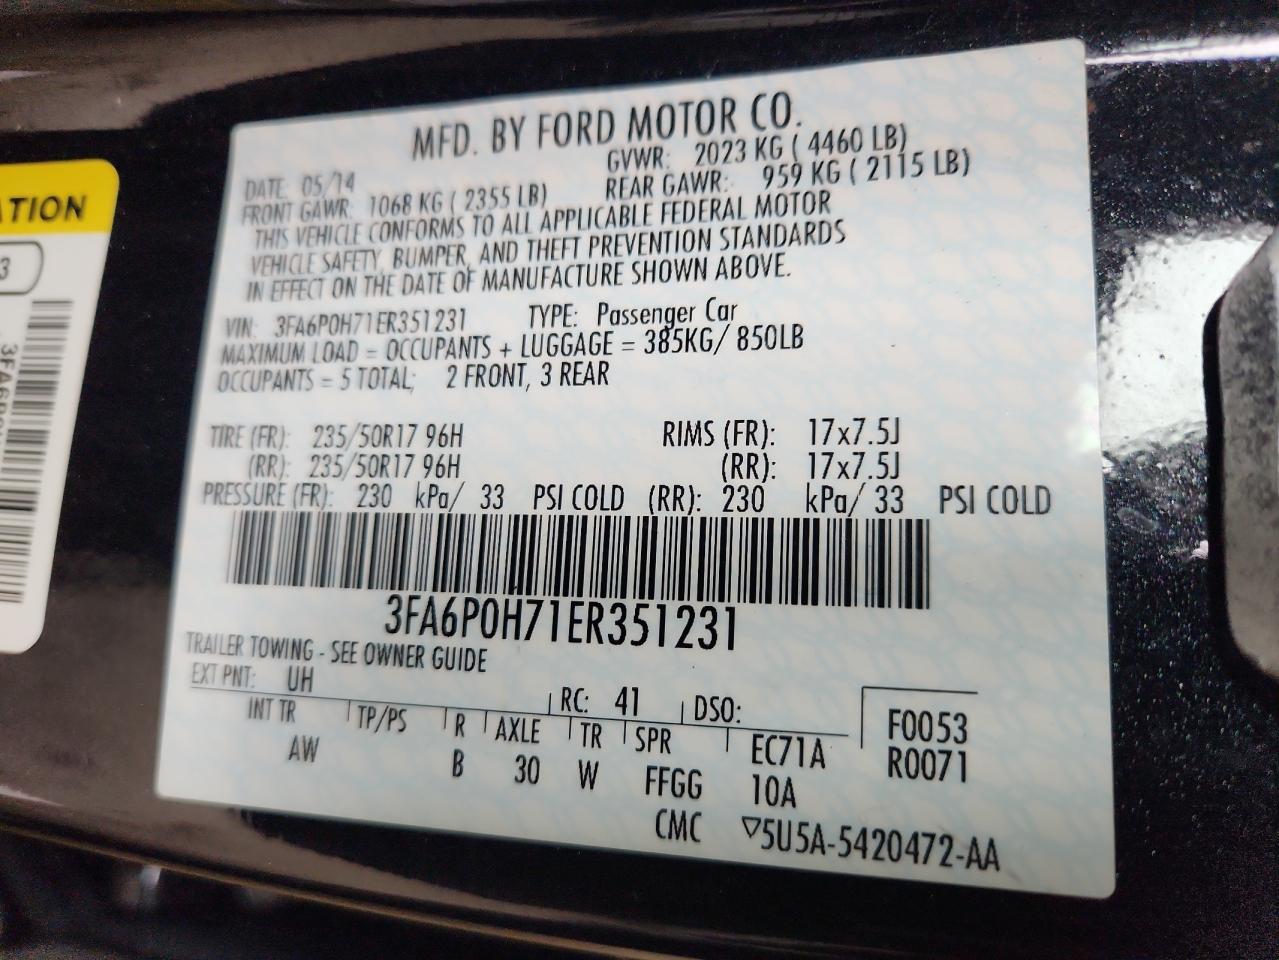 MFD. BY FORD MOTOR CO.
DATE: 05/14 GVWR: 2023 KG ( 4460 LB)
FRONT GAWR: 1068 KG ( 2355 LB) REAR GAWR: 959 KG ( 2115 LB)
THIS VEHICLE CONFORMS TO ALL APPLICABLE FEDERAL MOTOR
VEHICLE SAFETY, BUMPER, AND THEFT PREVENTION STANDARDS
IN EFFECT ON THE DATE OF MANUFACTURE SHOWN ABOVE.
VIN: 3FA6P0H71ER351231 TYPE: Passenger Car
MAXIMUM LOAD = OCCUPANTS + LUGGAGE = 385KG/ 850LB
OCCUPANTS = 5 TOTAL; 2 FRONT, 3 REAR
TIRE (FR): 235/50R17 96H RIMS (FR): 17x7.5J
(RR): 235/50R17 96H (RR): 17x7.5J
PRESSURE (FR): 230 kPa/ 33 PSI COLD (RR): 230 kPa/ 33 PSI COLD
3FA6P0H71ER351231
TRAILER TOWING - SEE OWNER GUIDE
EXT PNT: UH RC: 41 DSO: F0053
INT TR TP/PS R AXLE TR SPR EC71A R0071
AW B 30 W FFGG 10A
CMC ▽5U5A-5420472-AA
ATION
3